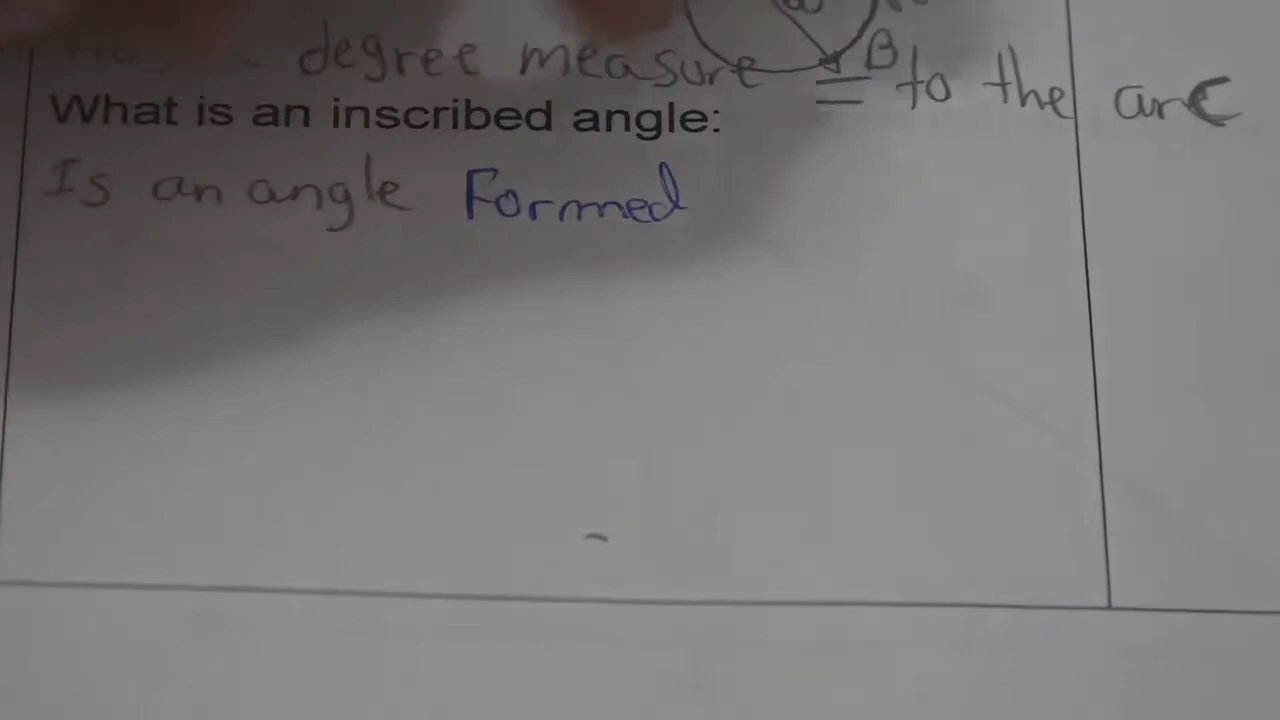 degree measure = to the arc
B
What is an inscribed angle:
Is an angle Formed